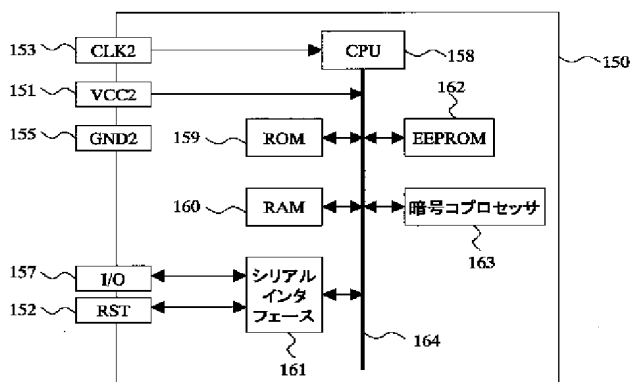 153
CLK2
CPU
158
150
151
VCC2
162
155
GND2
159
ROM
EEPROM
160
RAM
暗号コプロセッサ
163
157
I/O
シリアル
インタ
フェース
152
RST
161
164